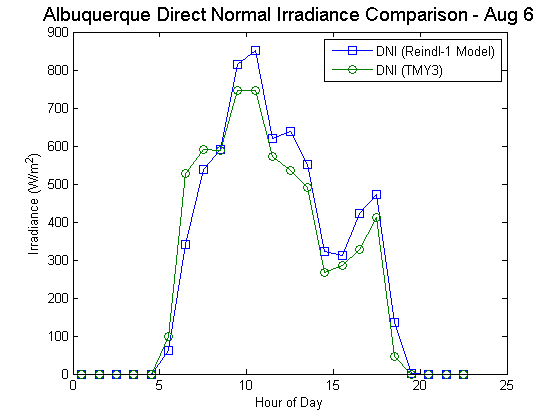 Albuquerque Direct Normal Irradiance Comparison - Aug 6
DNI (Reindl-1 Model)
DNI (TMY3)
Irradiance (W/m²)
900
800
700
600
500
400
300
200
100
0
0 5 10 15 20 25
Hour of Day